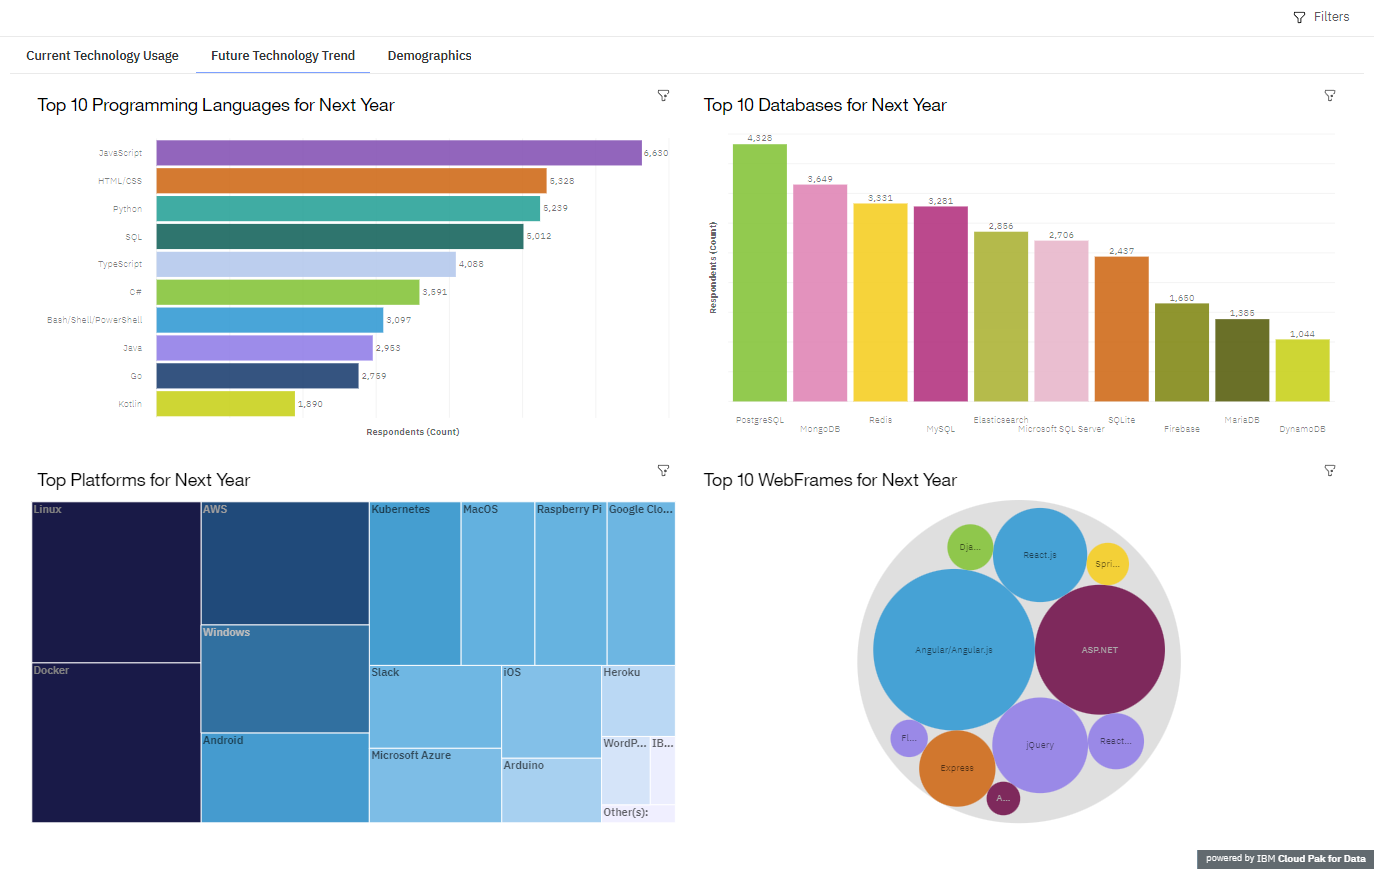 Filters
Current Technology Usage
Future Technology Trend
Demographics
Top 10 Programming Languages for Next Year
JavaScript
6,630
HTML/CSS
5,328
Python
5,239
SQL
5,012
TypeScript
4,088
C#
3,591
Bash/Shell/PowerShell
3,097
Java
2,953
Go
2,759
Kotlin
1,890
Respondents (Count)
Top 10 Databases for Next Year
Respondents (Count)
4,328
3,649
3,331
3,281
2,856
2,706
2,437
1,650
1,385
1,044
PostgreSQL
MongoDB
Redis
MySQL
Elasticsearch
Microsoft SQL Server
SQLite
Firebase
MariaDB
DynamoDB
Top Platforms for Next Year
Linux
Docker
AWS
Windows
Android
Kubernetes
MacOS
Raspberry Pi
Google Clo...
Slack
Microsoft Azure
iOS
Arduino
Heroku
WordP...
IB...
Other(s):
Top 10 WebFrames for Next Year
Dja...
React.js
Spri...
Angular/Angular.js
ASP.NET
Fl...
jQuery
React...
Express
A...
powered by IBM Cloud Pak for Data